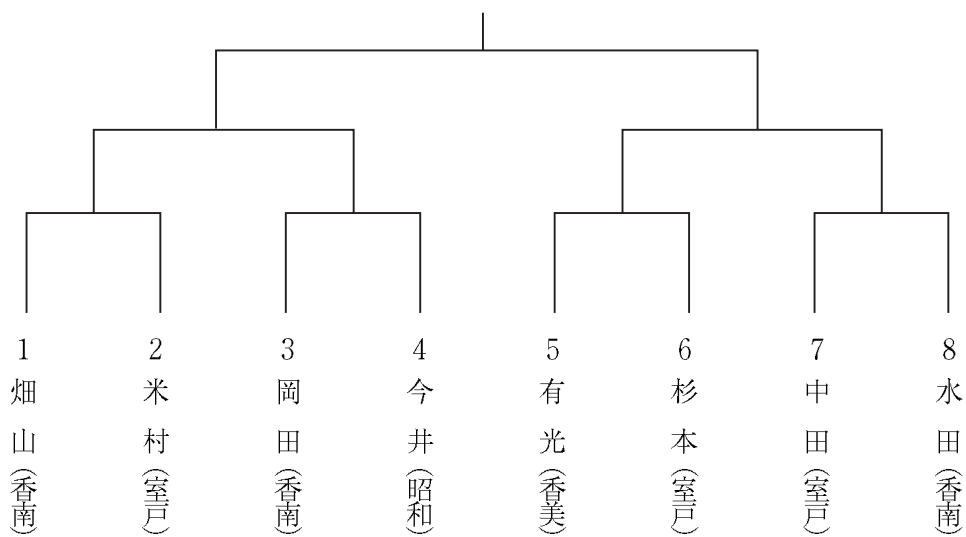 1 畑山(香南)
2 米村(室戸)
3 岡田(香南)
4 今井(昭和)
5 有光(香美)
6 杉本(室戸)
7 中田(室戸)
8 水田(香南)